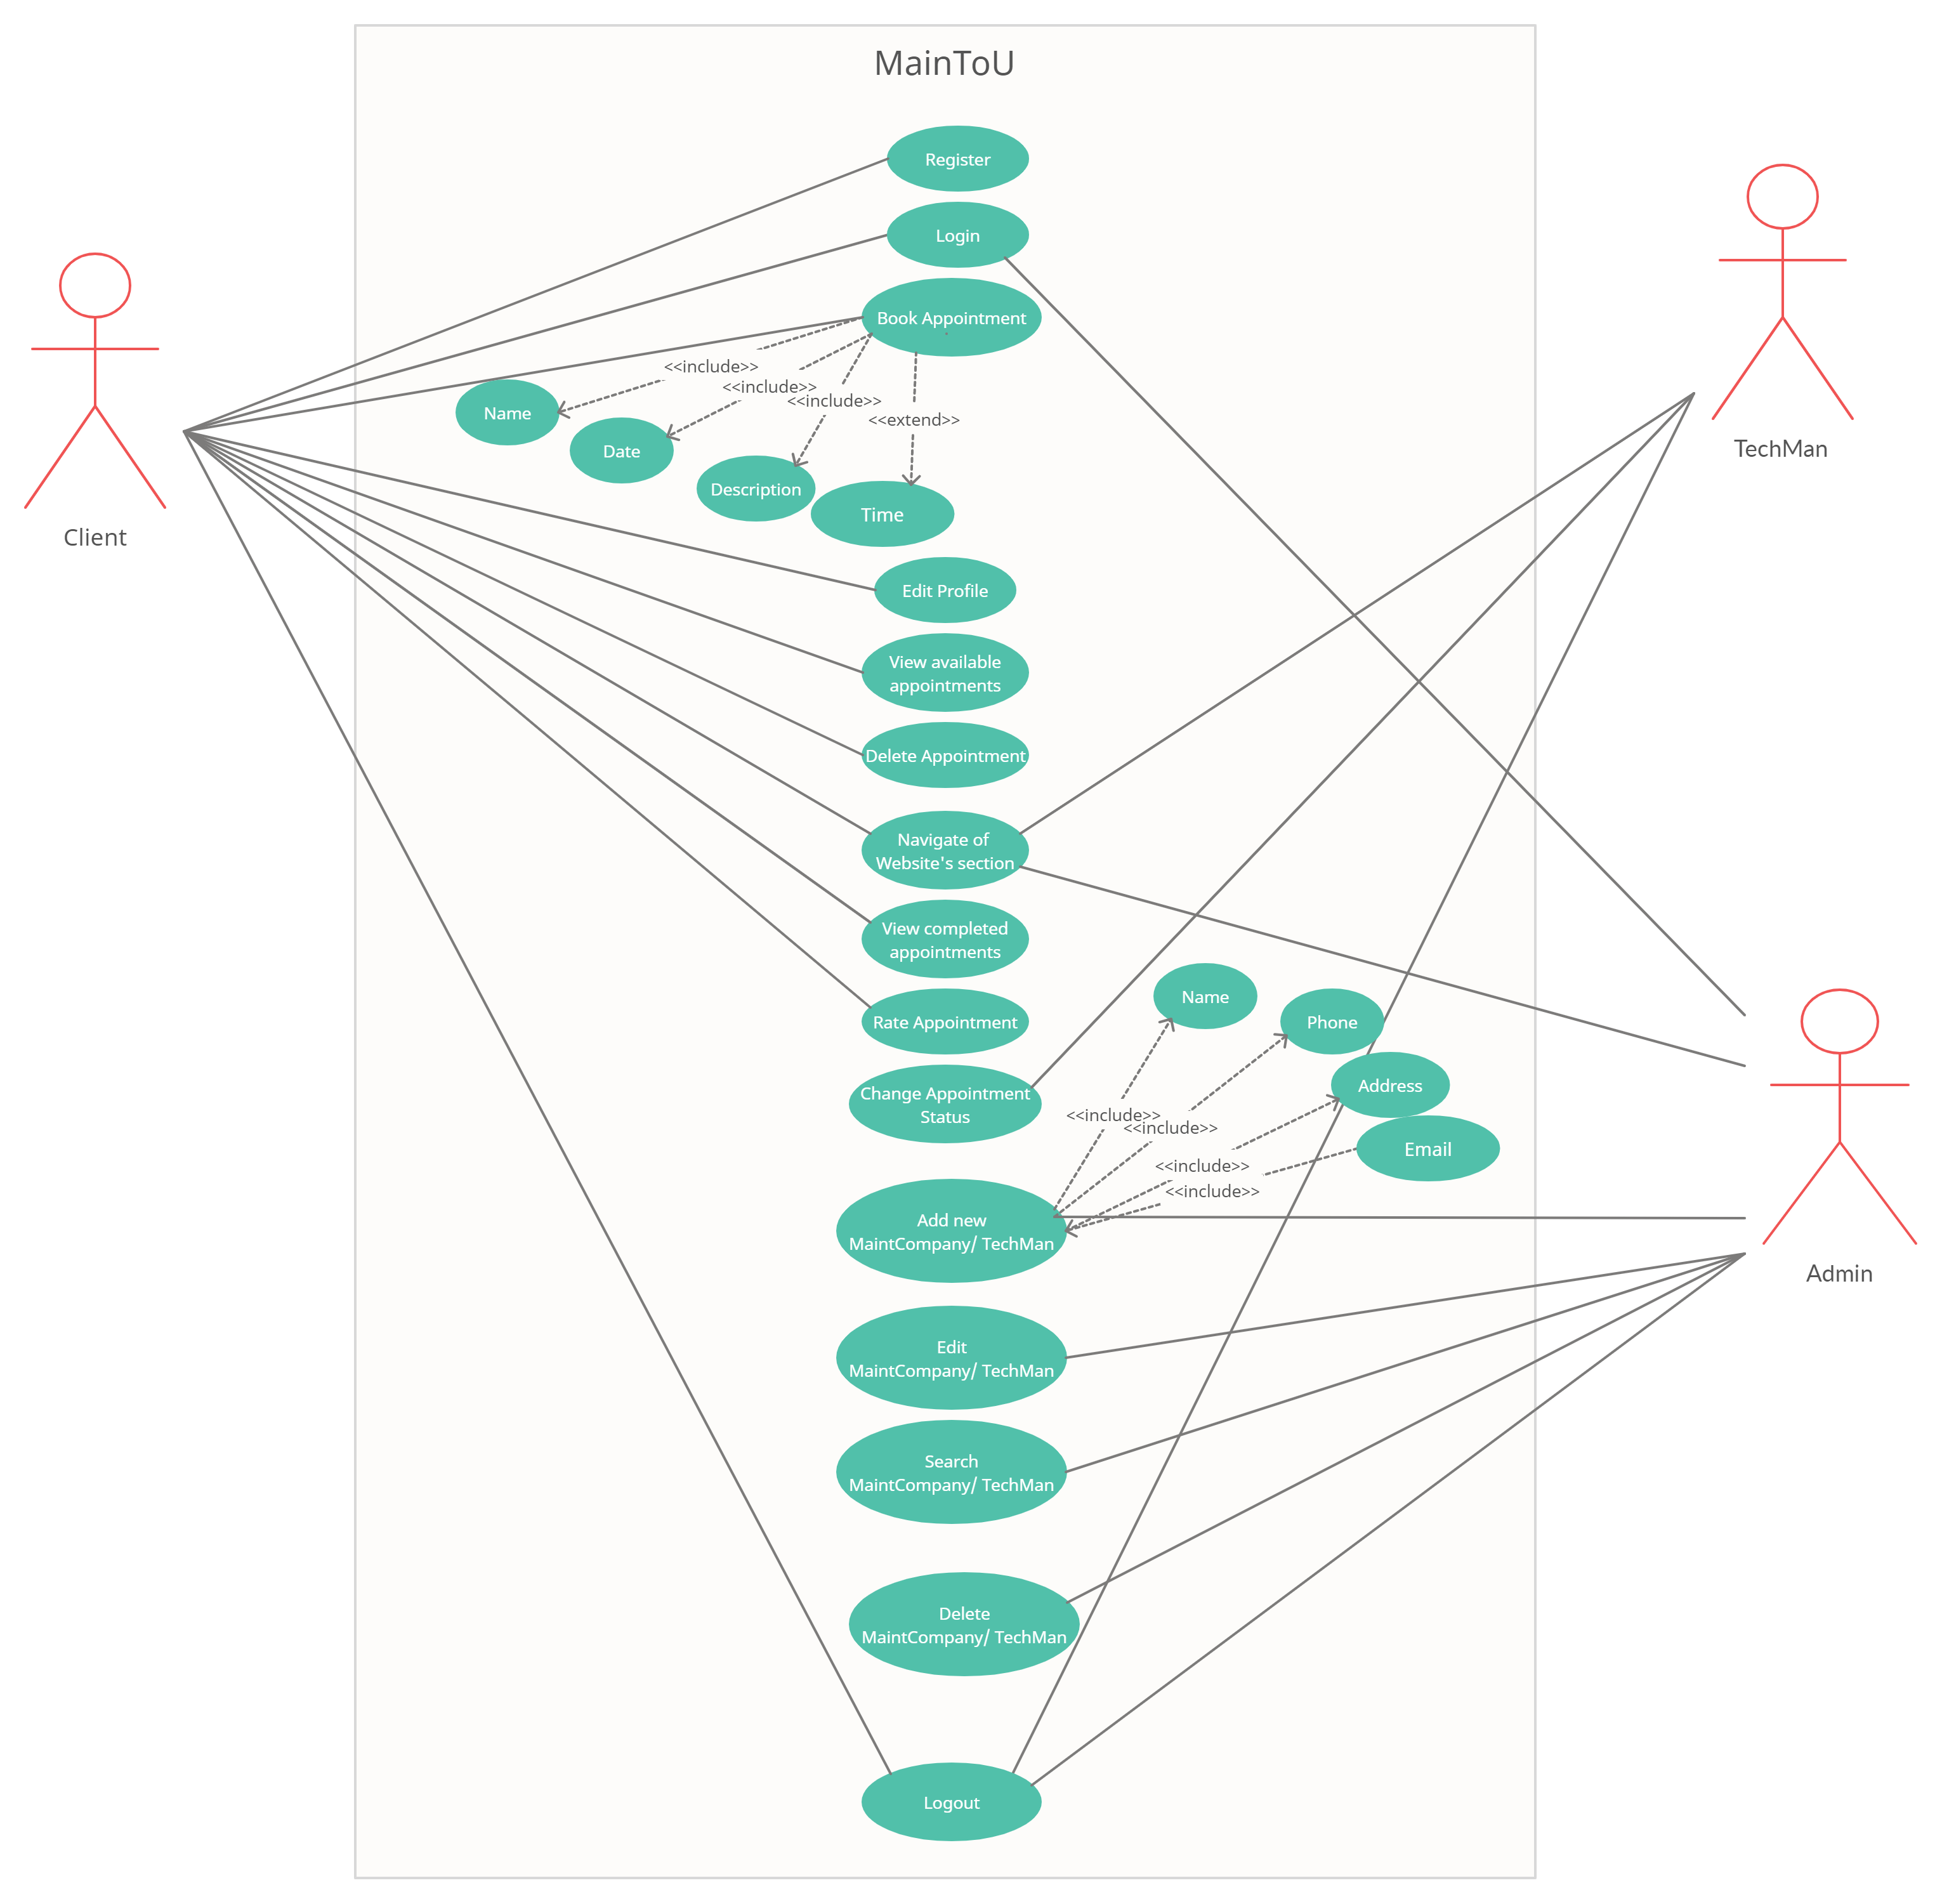 MainToU
Register
Login
Book Appointment
<<include>>
<<include>>
<<include>>
<<extend>>
Name
Date
Description
Time
Client
TechMan
Edit Profile
View available
appointments
Delete Appointment
Navigate of
Website's section
View completed
appointments
Rate Appointment
Change Appointment
Status
Name
Phone
Address
Email
<<include>>
<<include>>
<<include>>
<<include>>
Add new
MaintCompany/ TechMan
Admin
Edit
MaintCompany/ TechMan
Search
MaintCompany/ TechMan
Delete
MaintCompany/ TechMan
Logout